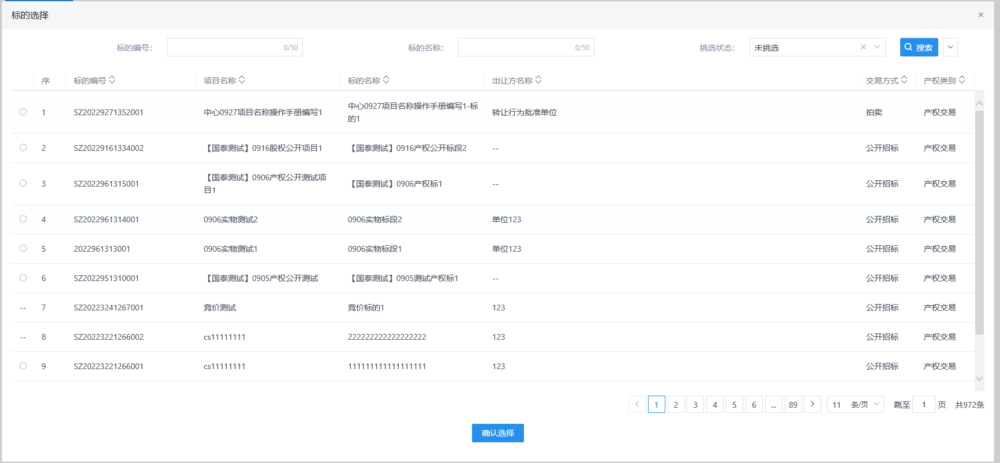 标的选择
标的编号： 0/50 标的名称： 0/50 挑选状态： 未挑选 搜索
序 标的编号 项目名称 标的名称 出让方名称 交易方式 产权类别
1 SZ20229271352001 中心0927项目名称操作手册编写1 中心0927项目名称操作手册编写1-标
的1 转让行为批准单位 拍卖 产权交易
2 SZ20229161334002 【国泰测试】0916股权公开项目1 【国泰测试】0916产权公开标段2 -- 公开招标 产权交易
3 SZ2022961315001 【国泰测试】0906产权公开测试项
目1 【国泰测试】0906产权标1 -- 公开招标 产权交易
4 SZ2022961314001 0906实物测试2 0906实物标段2 单位123 公开招标 产权交易
5 2022961313001 0906实物测试1 0906实物标段1 单位123 公开招标 产权交易
6 SZ2022951310001 【国泰测试】0905产权公开测试 【国泰测试】0905测试产权标1 -- 公开招标 产权交易
-- 7 SZ20223241267001 竟价测试 竟价标的1 123 公开招标 产权交易
-- 8 SZ20223221266002 cs11111111 222222222222222222 123 公开招标 产权交易
9 SZ20223221266001 cs11111111 111111111111111111 123 公开招标 产权交易
1 2 3 4 5 6 ... 89 11 条/页 跳至 1 页 共972条
确认选择